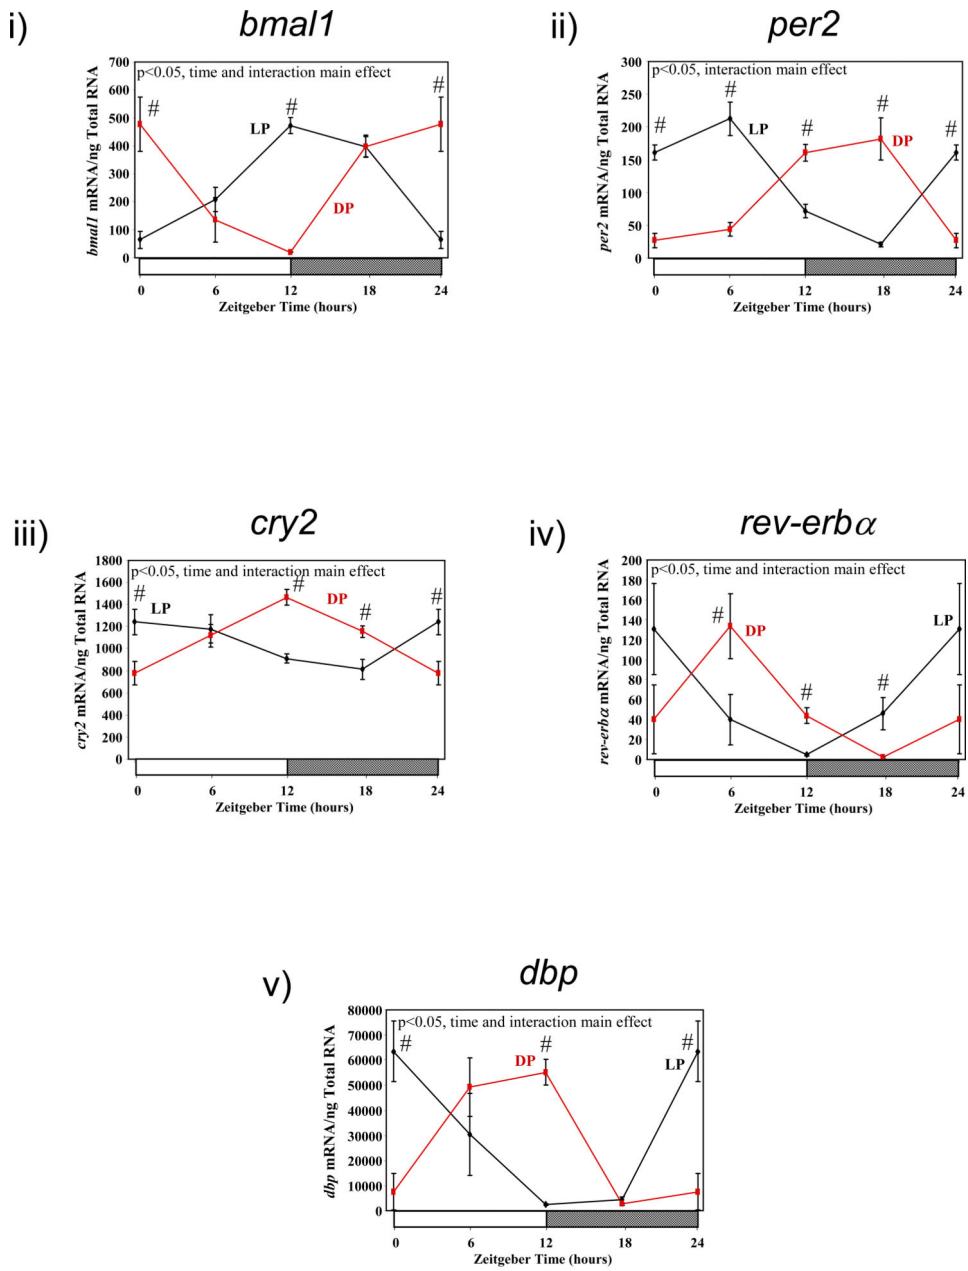 i)
bmal1
p<0.05, time and interaction main effect
bmal1 mRNA/ng Total RNA
700
600
500
400
300
200
100
0
#
#
#
LP
DP
0 6 12 18 24
Zeitgeber Time (hours)
ii)
per2
p<0.05, interaction main effect
per2 mRNA/ng Total RNA
300
250
200
150
100
50
0
#
#
#
#
#
LP
DP
0 6 12 18 24
Zeitgeber Time (hours)
iii)
cry2
p<0.05, time and interaction main effect
cry2 mRNA/ng Total RNA
1800
1600
1400
1200
1000
800
600
400
200
0
#
#
#
#
LP
DP
0 6 12 18 24
Zeitgeber Time (hours)
iv)
rev-erbα
p<0.05, time and interaction main effect
rev-erbα mRNA/ng Total RNA
200
180
160
140
120
100
80
60
40
20
0
#
#
#
DP
LP
0 6 12 18 24
Zeitgeber Time (hours)
v)
dbp
p<0.05, time and interaction main effect
dbp mRNA/ng Total RNA
80000
70000
60000
50000
40000
30000
20000
10000
0
#
#
#
DP
LP
0 6 12 18 24
Zeitgeber Time (hours)